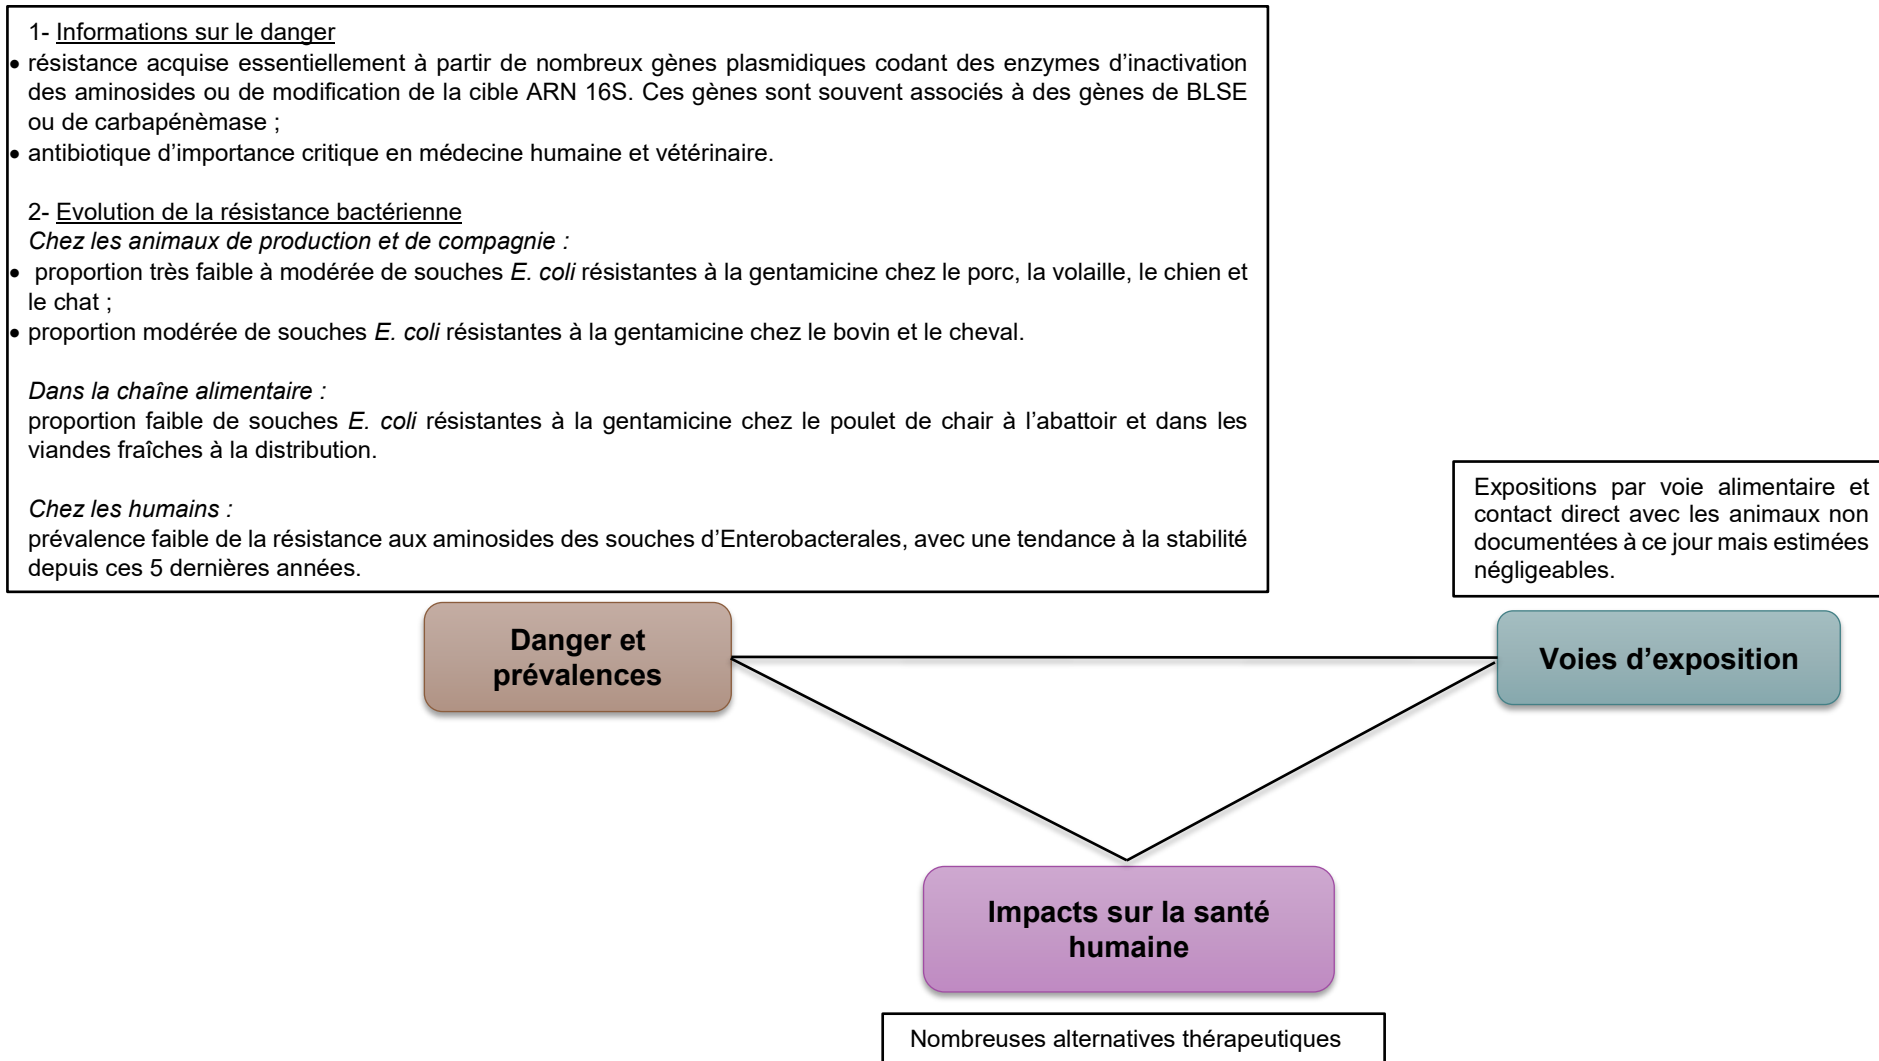 1- Informations sur le danger
• résistance acquise essentiellement à partir de nombreux gènes plasmidiques codant des enzymes d’inactivation
des aminosides ou de modification de la cible ARN 16S. Ces gènes sont souvent associés à des gènes de BLSE
ou de carbapénèmase ;
• antibiotique d’importance critique en médecine humaine et vétérinaire.
2- Evolution de la résistance bactérienne
Chez les animaux de production et de compagnie :
• proportion très faible à modérée de souches E. coli résistantes à la gentamicine chez le porc, la volaille, le chien et
le chat ;
• proportion modérée de souches E. coli résistantes à la gentamicine chez le bovin et le cheval.
Dans la chaîne alimentaire :
proportion faible de souches E. coli résistantes à la gentamicine chez le poulet de chair à l’abattoir et dans les
viandes fraîches à la distribution.
Chez les humains :
prévalence faible de la résistance aux aminosides des souches d’Enterobacterales, avec une tendance à la stabilité
depuis ces 5 dernières années.
Expositions par voie alimentaire et
contact direct avec les animaux non
documentées à ce jour mais estimées
négligeables.
Danger et
prévalences
Voies d’exposition
Impacts sur la santé
humaine
Nombreuses alternatives thérapeutiques